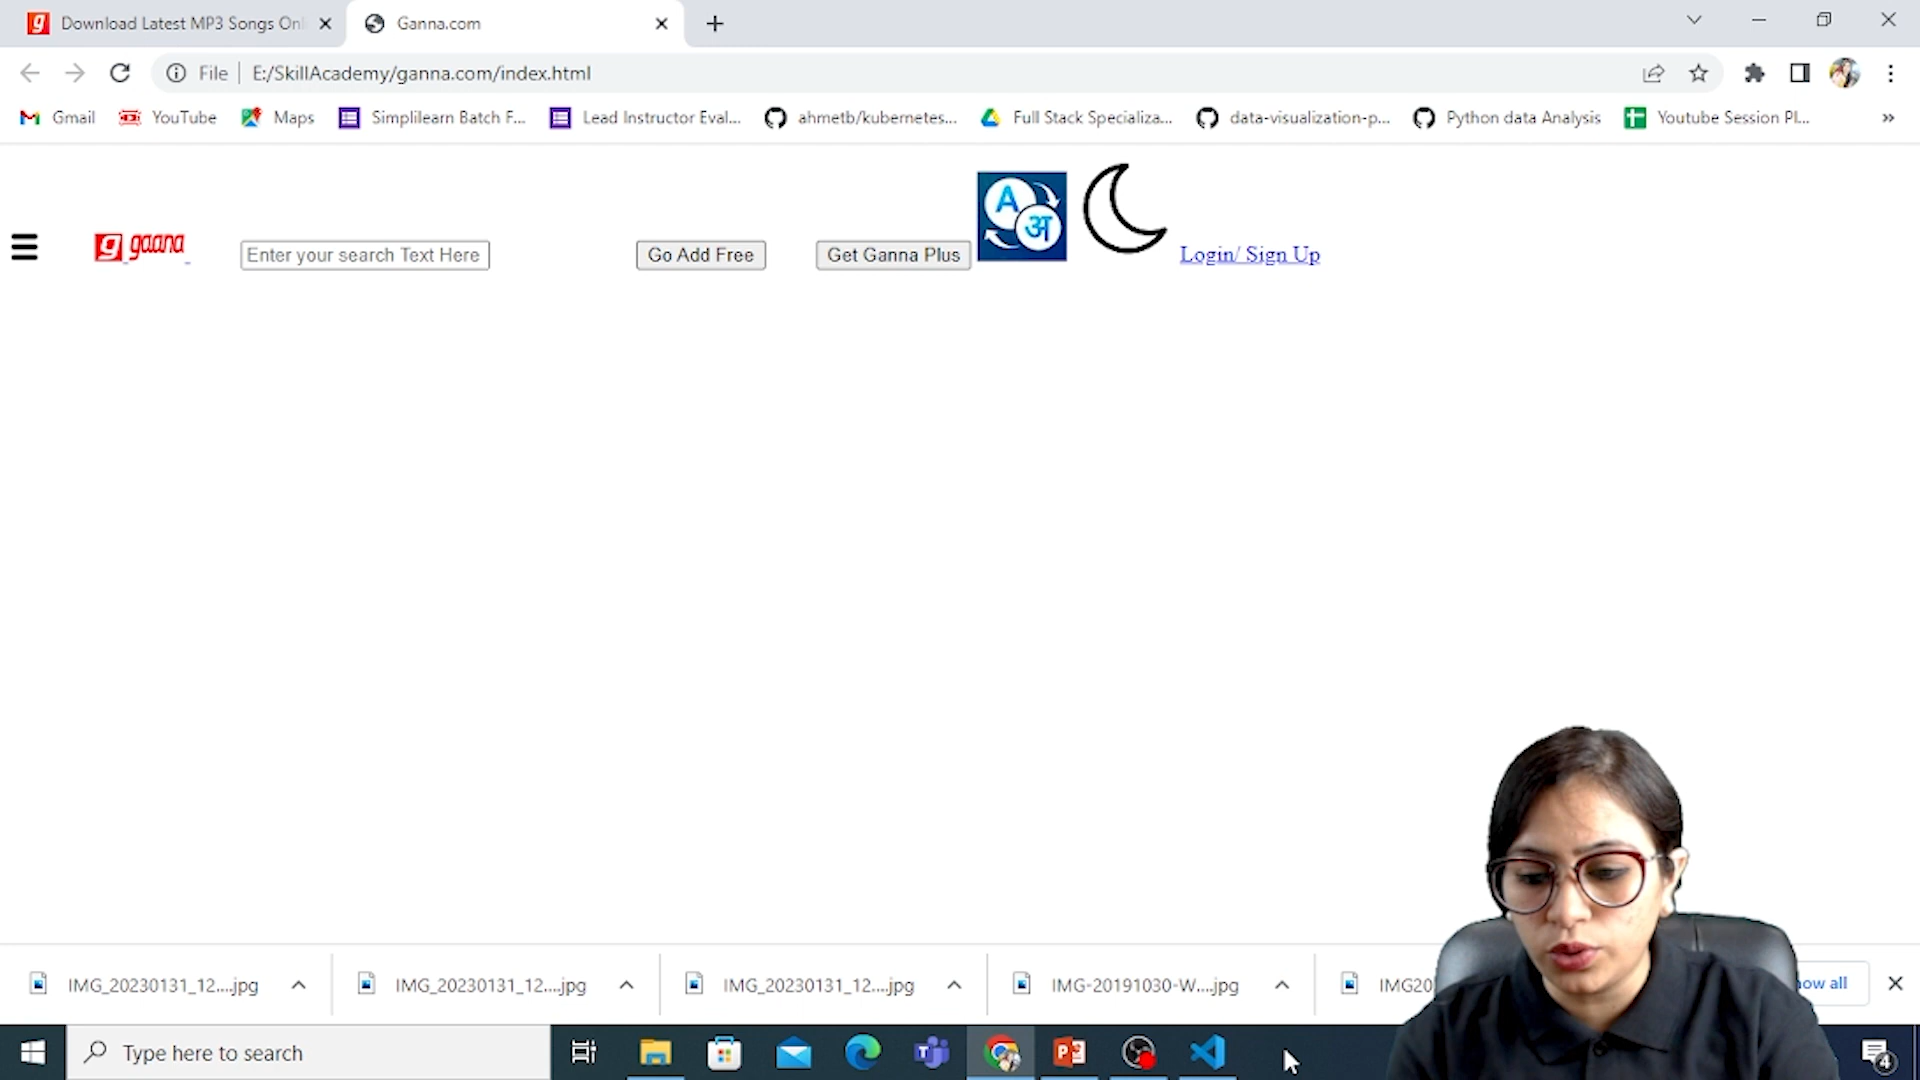 Download Latest MP3 Songs Onl
Ganna.com
File
E:/SkillAcademy/ganna.com/index.html
Gmail
YouTube
Maps
Simplilearn Batch F...
Lead Instructor Eval...
ahmetb/kubernetes...
Full Stack Specializa...
data-visualization-p...
Python data Analysis
Youtube Session Pl...
»
A
अ
g gaana
Enter your search Text Here
Go Add Free
Get Ganna Plus
Login/ Sign Up
IMG_20230131_12....jpg
IMG_20230131_12....jpg
IMG_20230131_12....jpg
IMG-20191030-W....jpg
IMG20
ow all
Type here to search
4